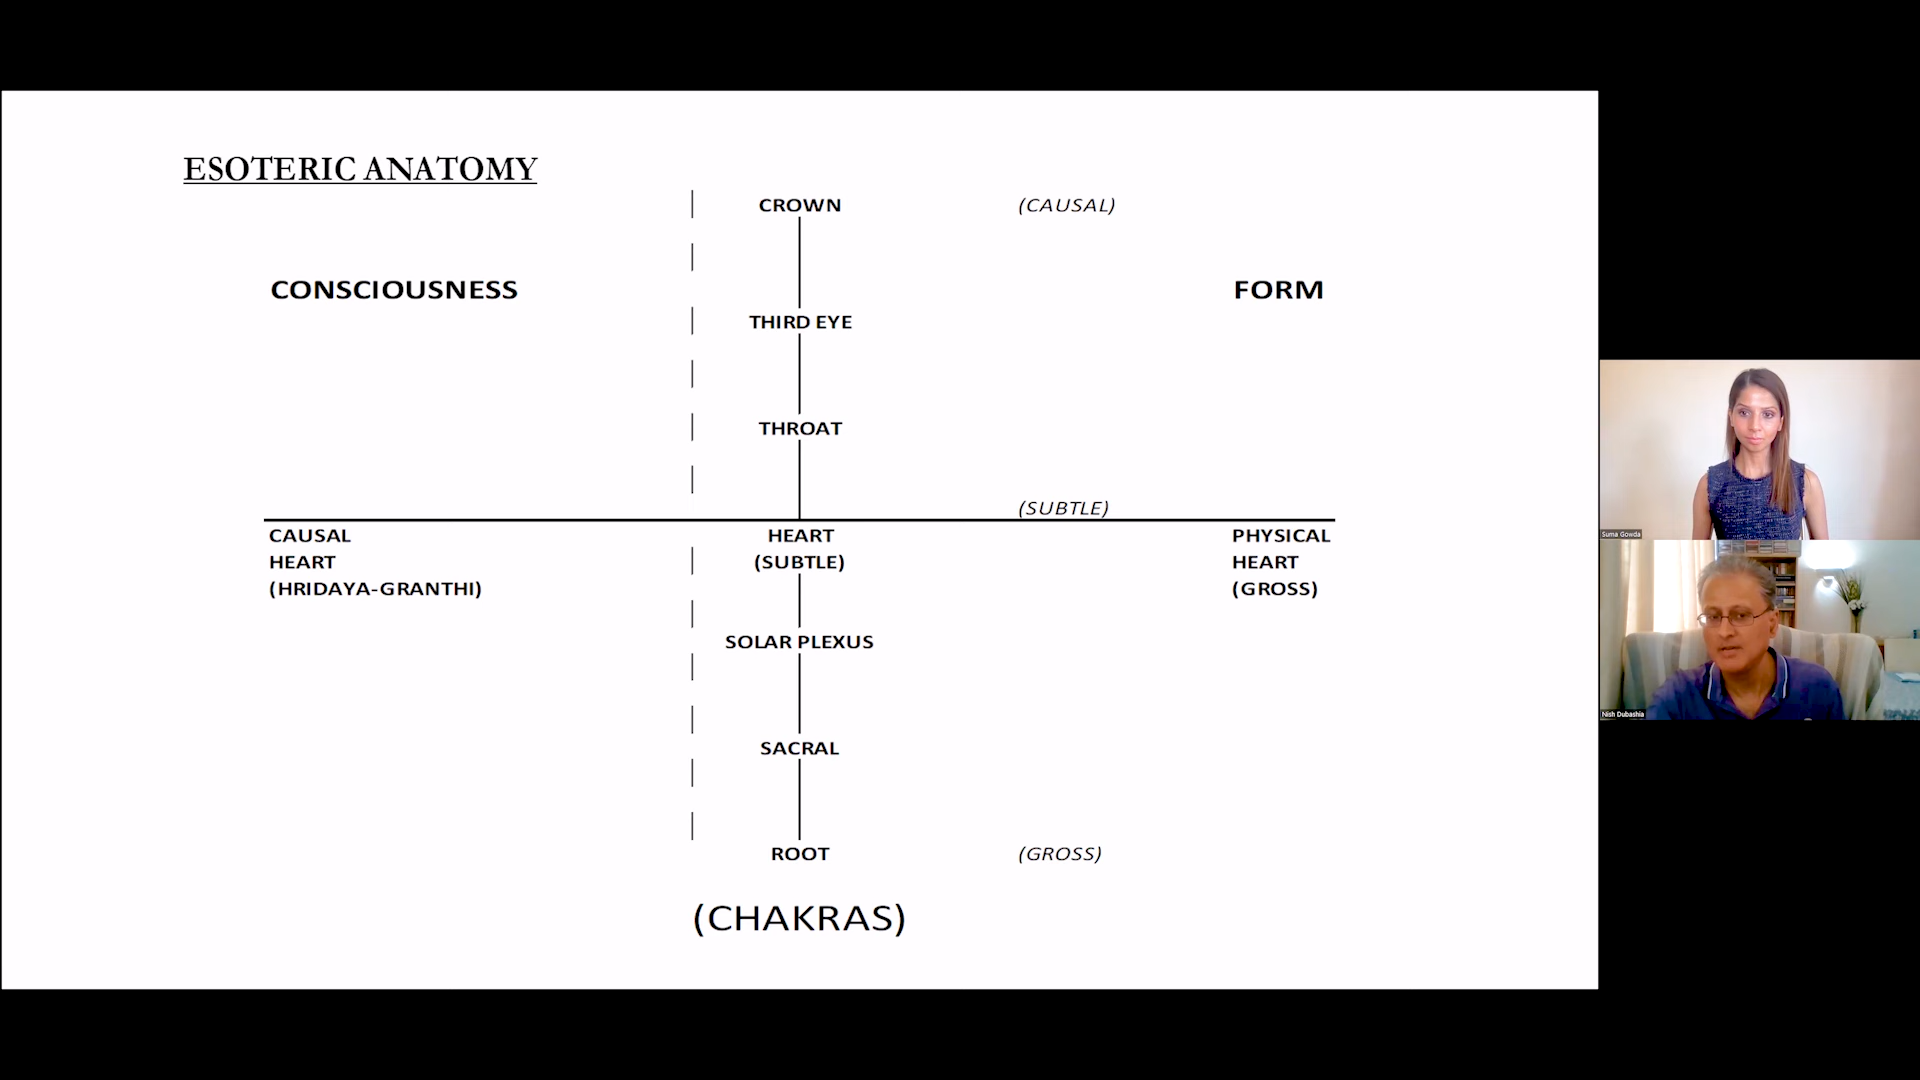 ESOTERIC ANATOMY
CROWN
(CAUSAL)
CONSCIOUSNESS
FORM
THIRD EYE
THROAT
(SUBTLE)
CAUSAL
HEART
(HRIDAYA-GRANTHI)
HEART
(SUBTLE)
PHYSICAL
HEART
(GROSS)
SOLAR PLEXUS
SACRAL
ROOT
(GROSS)
(CHAKRAS)
Suma Gowda
Nish Dubashia